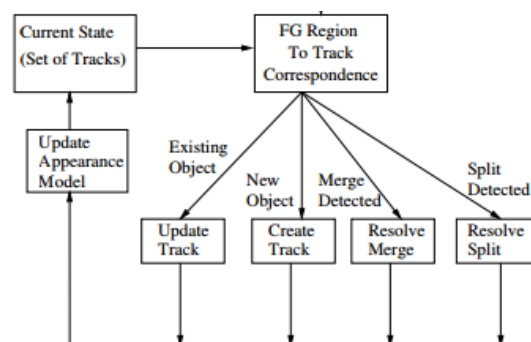 Current State
(Set of Tracks)
FG Region
To Track
Correspondence
Update
Appearance
Model
Existing
Object
New
Object
Merge
Detected
Split
Detected
Update
Track
Create
Track
Resolve
Merge
Resolve
Split